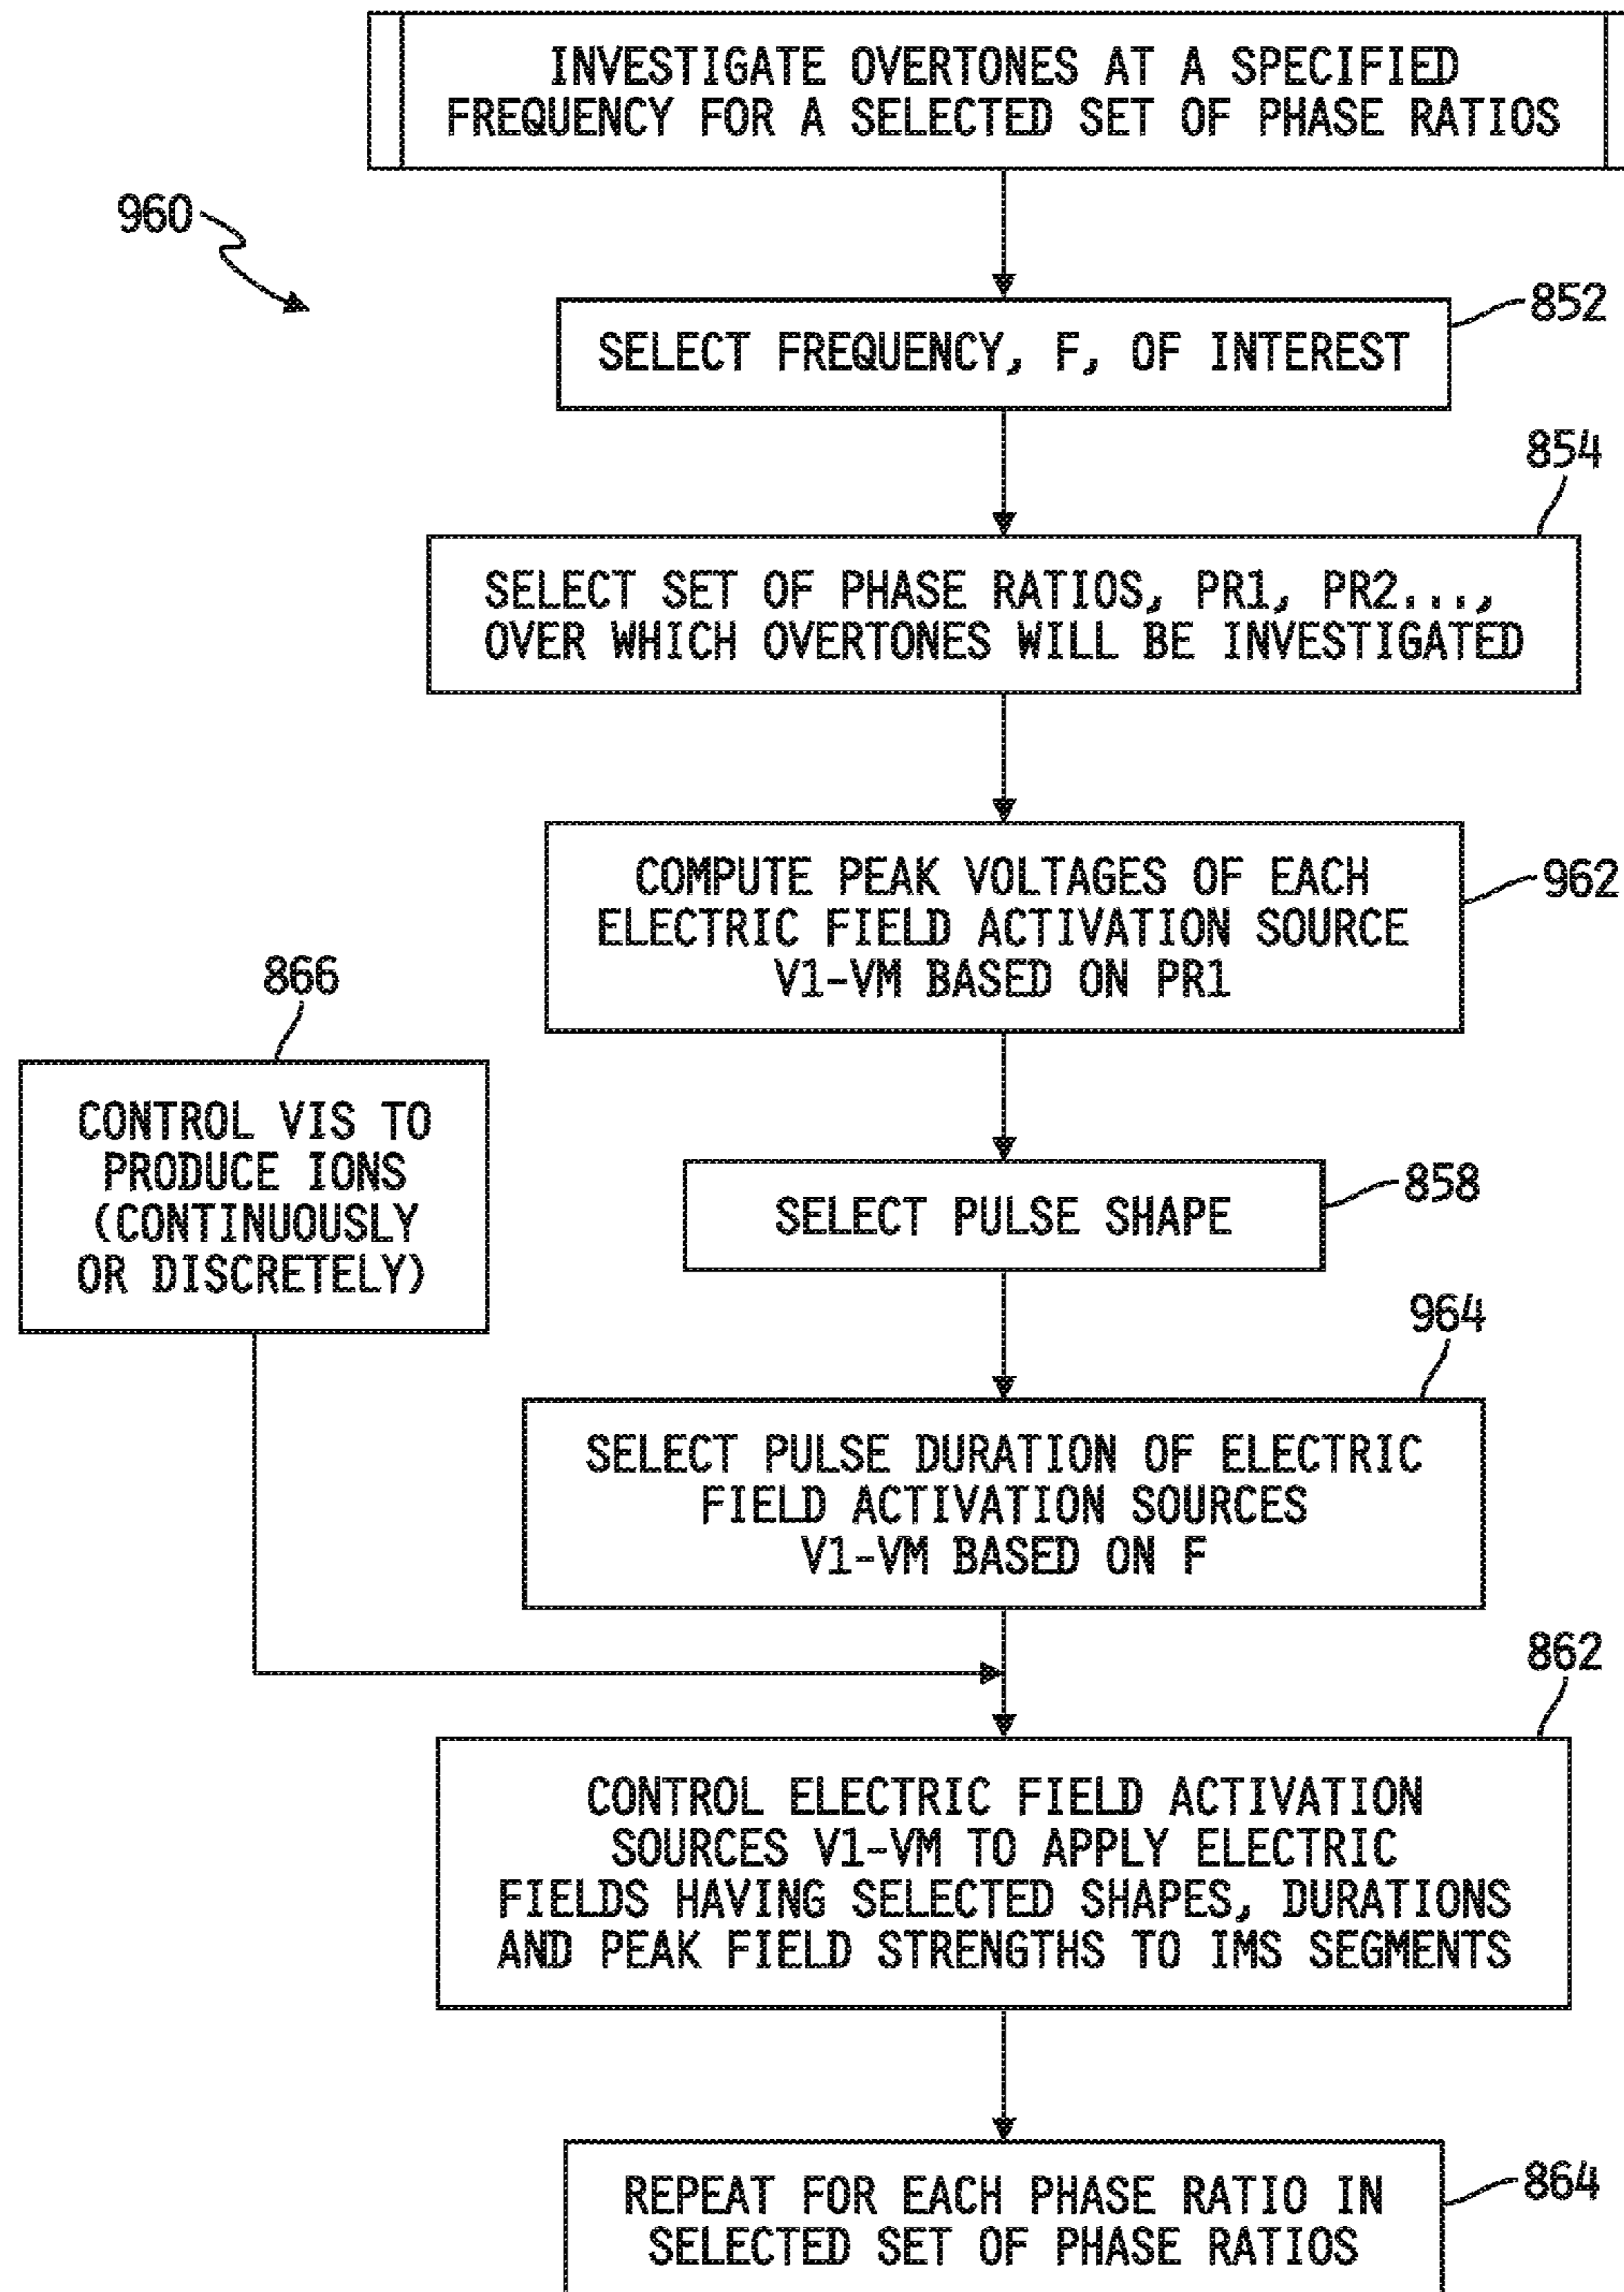 INVESTIGATE OVERTONES AT A SPECIFIED
FREQUENCY FOR A SELECTED SET OF PHASE RATIOS
960
852
SELECT FREQUENCY, F, OF INTEREST
854
SELECT SET OF PHASE RATIOS, PR1, PR2...,
OVER WHICH OVERTONES WILL BE INVESTIGATED
962
COMPUTE PEAK VOLTAGES OF EACH
ELECTRIC FIELD ACTIVATION SOURCE
V1-VM BASED ON PR1
866
CONTROL VIS TO
PRODUCE IONS
(CONTINUOUSLY
OR DISCRETELY)
858
SELECT PULSE SHAPE
964
SELECT PULSE DURATION OF ELECTRIC
FIELD ACTIVATION SOURCES
V1-VM BASED ON F
862
CONTROL ELECTRIC FIELD ACTIVATION
SOURCES V1-VM TO APPLY ELECTRIC
FIELDS HAVING SELECTED SHAPES, DURATIONS
AND PEAK FIELD STRENGTHS TO IMS SEGMENTS
864
REPEAT FOR EACH PHASE RATIO IN
SELECTED SET OF PHASE RATIOS